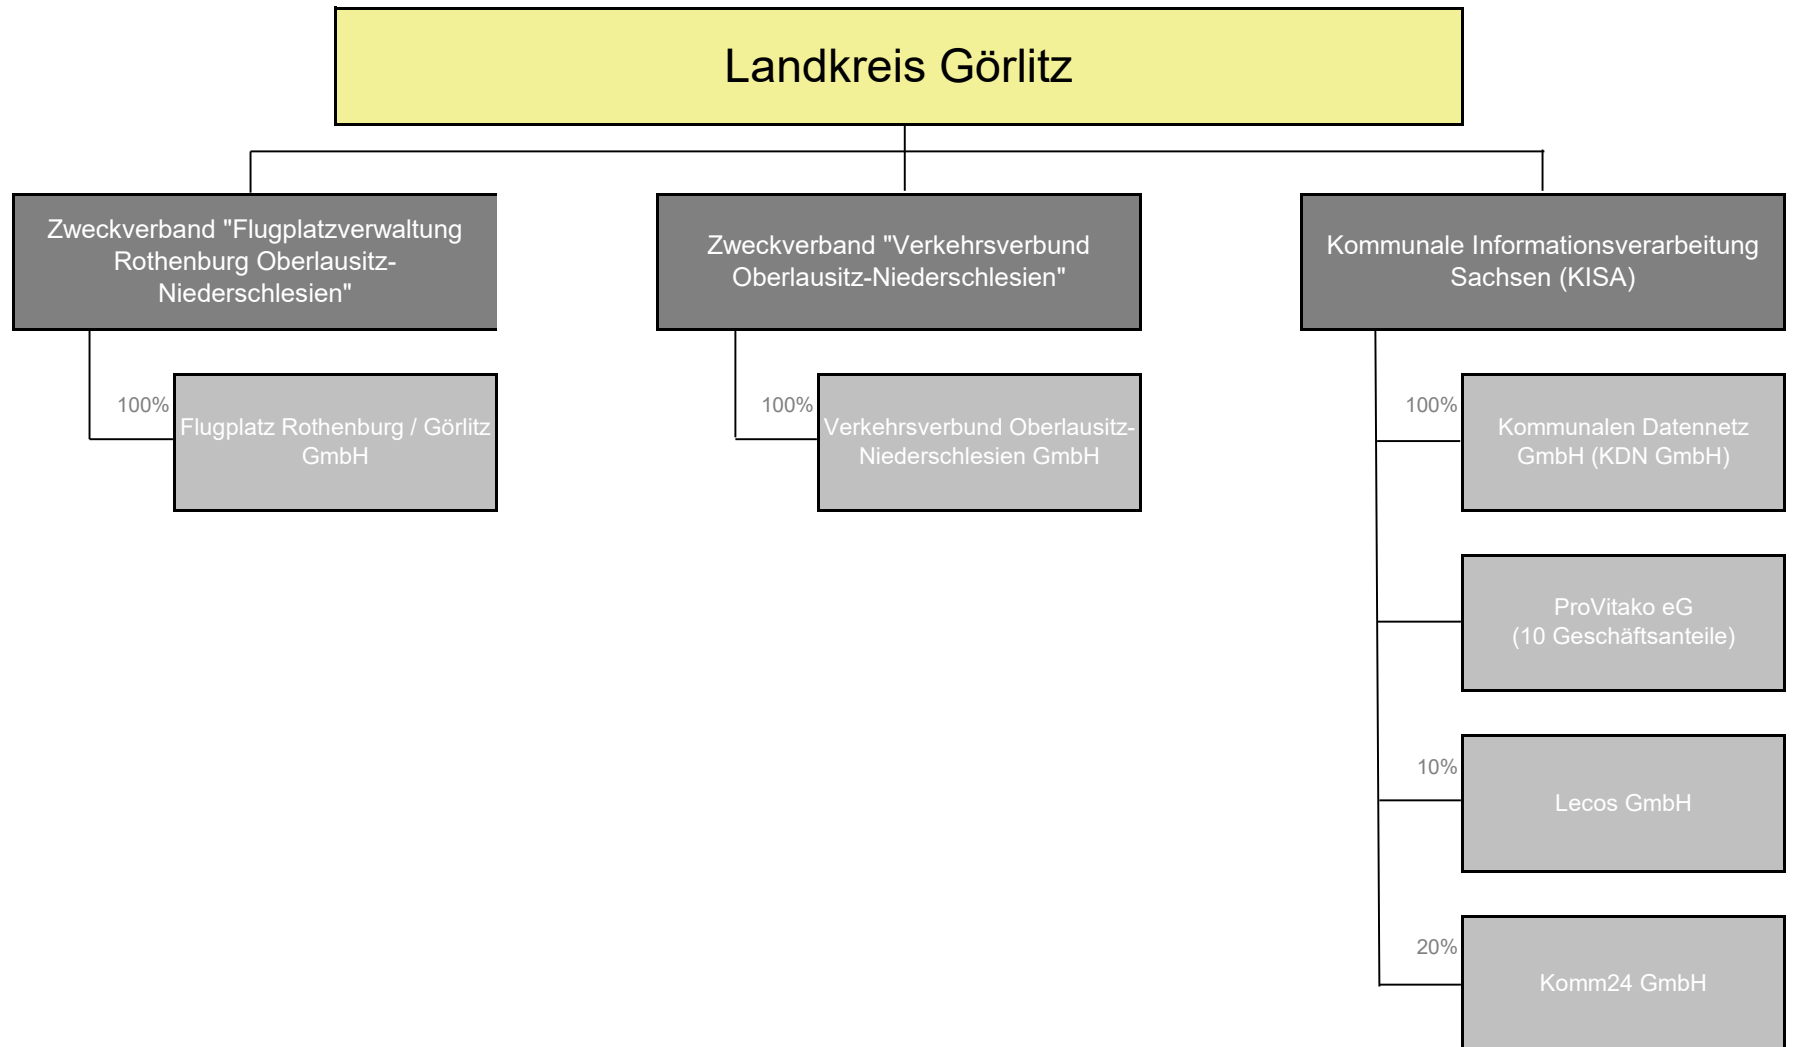 Landkreis Görlitz
Zweckverband "Flugplatzverwaltung
Rothenburg Oberlausitz-
Niederschlesien"
Zweckverband "Verkehrsverbund
Oberlausitz-Niederschlesien"
Kommunale Informationsverarbeitung
Sachsen (KISA)
100%
Flugplatz Rothenburg / Görlitz
GmbH
100%
Verkehrsverbund Oberlausitz-
Niederschlesien GmbH
100%
Kommunalen Datennetz
GmbH (KDN GmbH)
ProVitako eG
(10 Geschäftsanteile)
10%
Lecos GmbH
20%
Komm24 GmbH